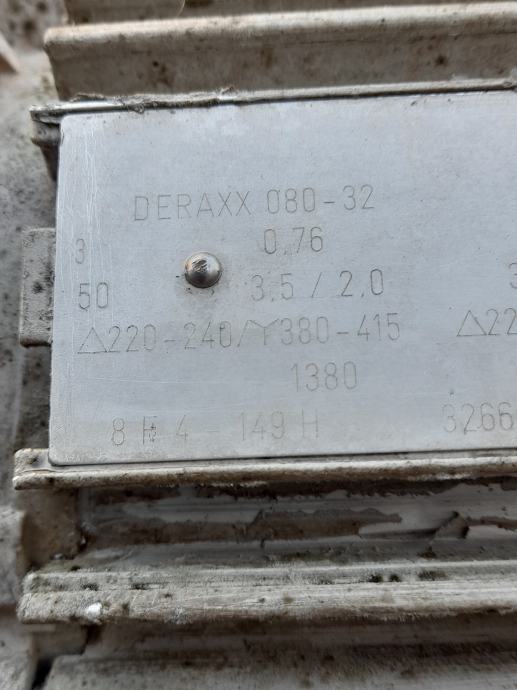 DERAXX 080-32
3 0,76
50 3,5 / 2,0 3
△220-240/Y380-415 △22
1380
8 F 4 - 149 H 3266